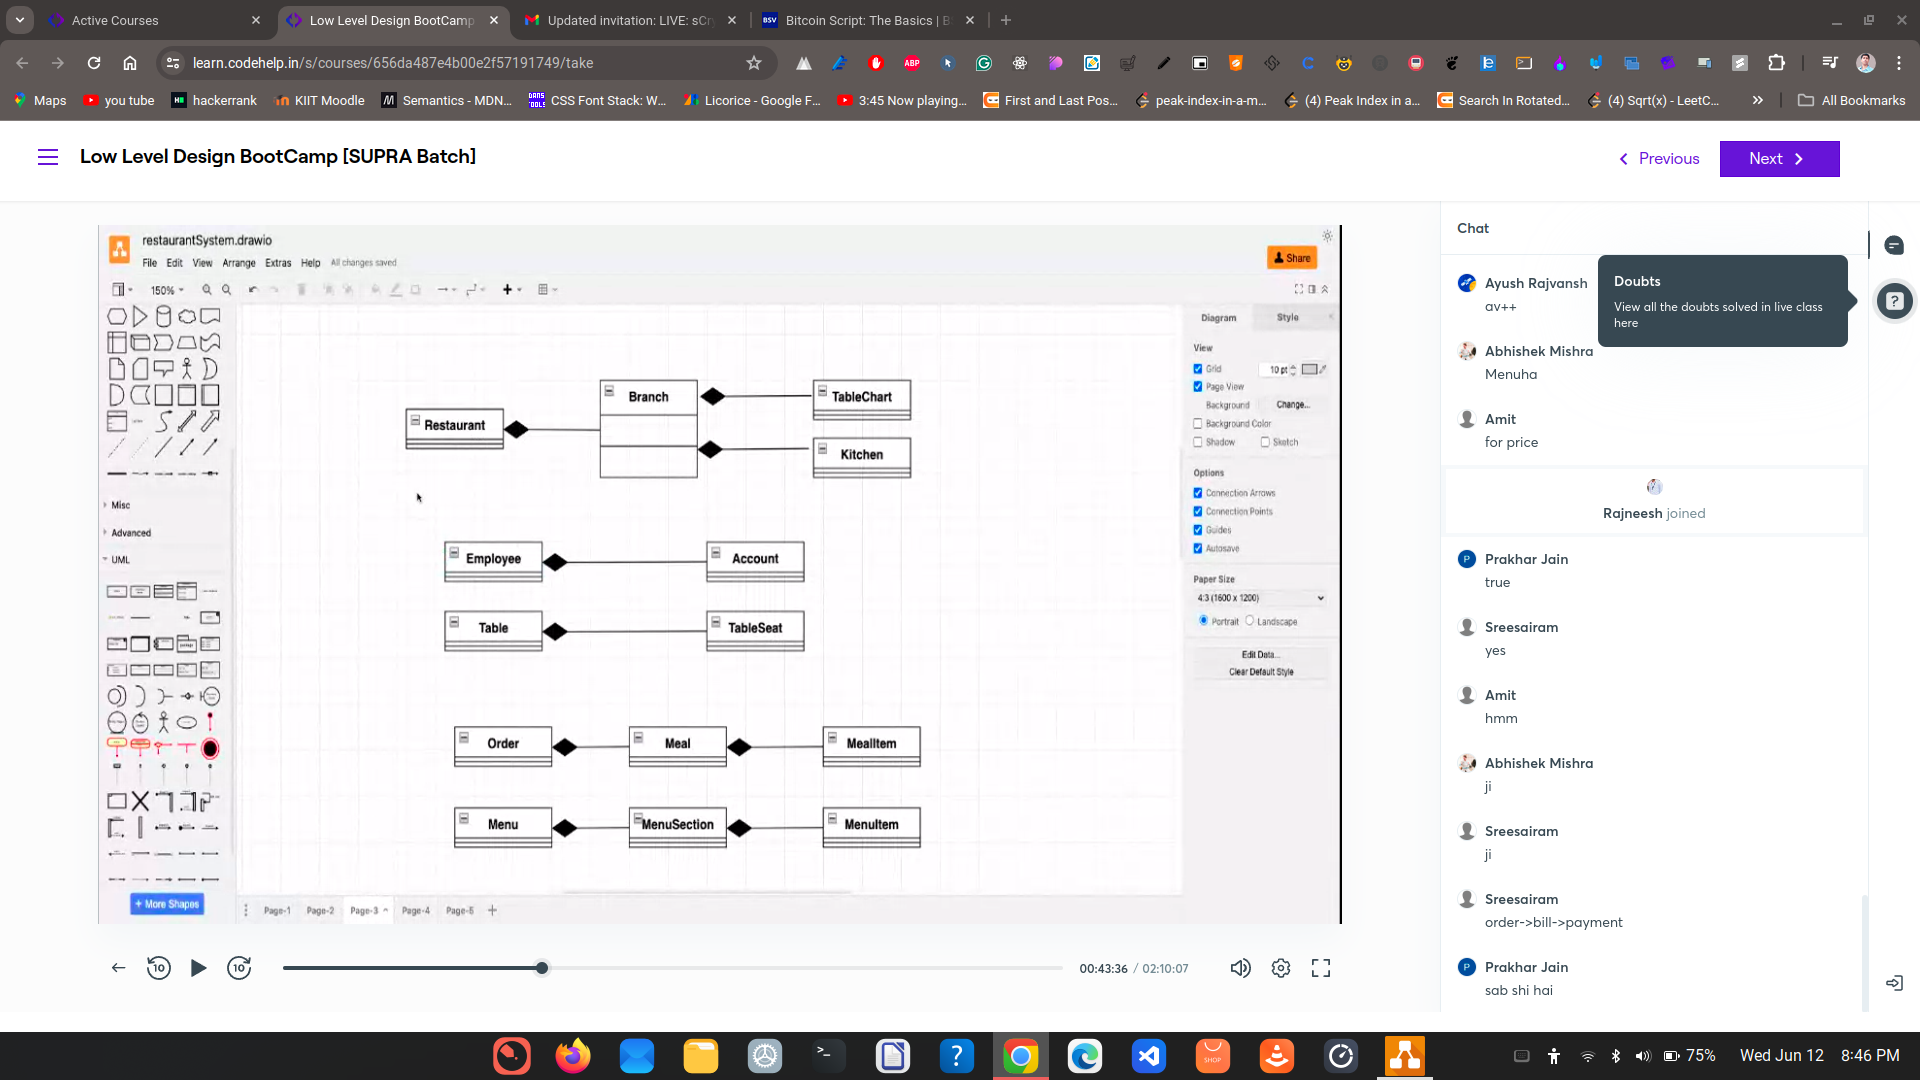 Active Courses
Low Level Design BootCamp
Updated invitation: LIVE: sCr
BSV
Bitcoin Script: The Basics | B
learn.codehelp.in/s/courses/656da487e4b00e2f57191749/take
ABP
Maps
you tube
hackerrank
KIIT Moodle
Semantics - MDN...
CSS Font Stack: W...
Licorice - Google F...
3:45 Now playing...
First and Last Pos...
peak-index-in-a-m...
(4) Peak Index in a...
Search In Rotated...
(4) Sqrt(x) - LeetC...
All Bookmarks
Low Level Design BootCamp [SUPRA Batch]
Previous
Next
restaurantSystem.drawio
File Edit View Arrange Extras Help All changes saved
Share
150%
Diagram
Style
View
Grid
10 pt
Page View
Background
Change...
Background Color
Shadow
Sketch
Options
Connection Arrows
Connection Points
Guides
Autosave
Paper Size
4:3 (1600 x 1200)
Portrait
Landscape
Edit Data...
Clear Default Style
Misc
Advanced
UML
+ More Shapes
Restaurant
Branch
TableChart
Kitchen
Employee
Account
Table
TableSeat
Order
Meal
MealItem
Menu
MenuSection
MenuItem
Page-1
Page-2
Page-3
Page-4
Page-5
10
10
00:43:36 / 02:10:07
Chat
Doubts
View all the doubts solved in live class
here
Ayush Rajvansh
av++
Abhishek Mishra
Menuha
Amit
for price
Rajneesh joined
P
Prakhar Jain
true
Sreesairam
yes
Amit
hmm
Abhishek Mishra
ji
Sreesairam
ji
Sreesairam
order->bill->payment
P
Prakhar Jain
sab shi hai
SHOP
75%
Wed Jun 12
8:46 PM